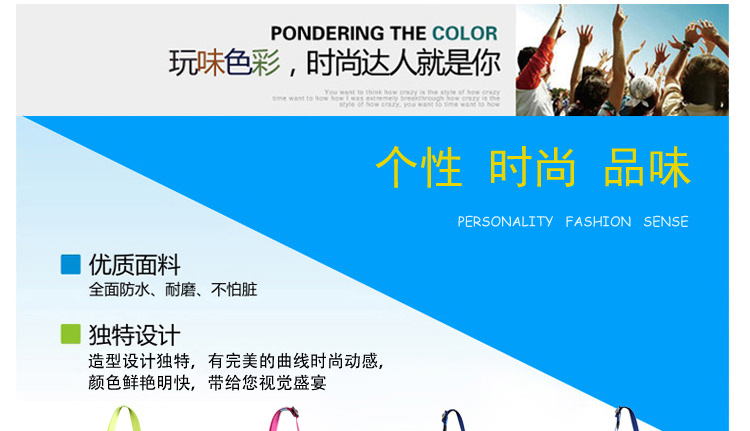 PONDERING THE COLOR
玩味色彩，时尚达人就是你
You want to think how crazy is the style of how crazy
time want to how how I was extremely breakthrough how crazy is the
style of how crazy, you want to time want to how
个性 时尚 品味
PERSONALITY FASHION SENSE
优质面料
全面防水、耐磨、不怕脏
独特设计
造型设计独特，有完美的曲线时尚动感，
颜色鲜艳明快，带给您视觉盛宴